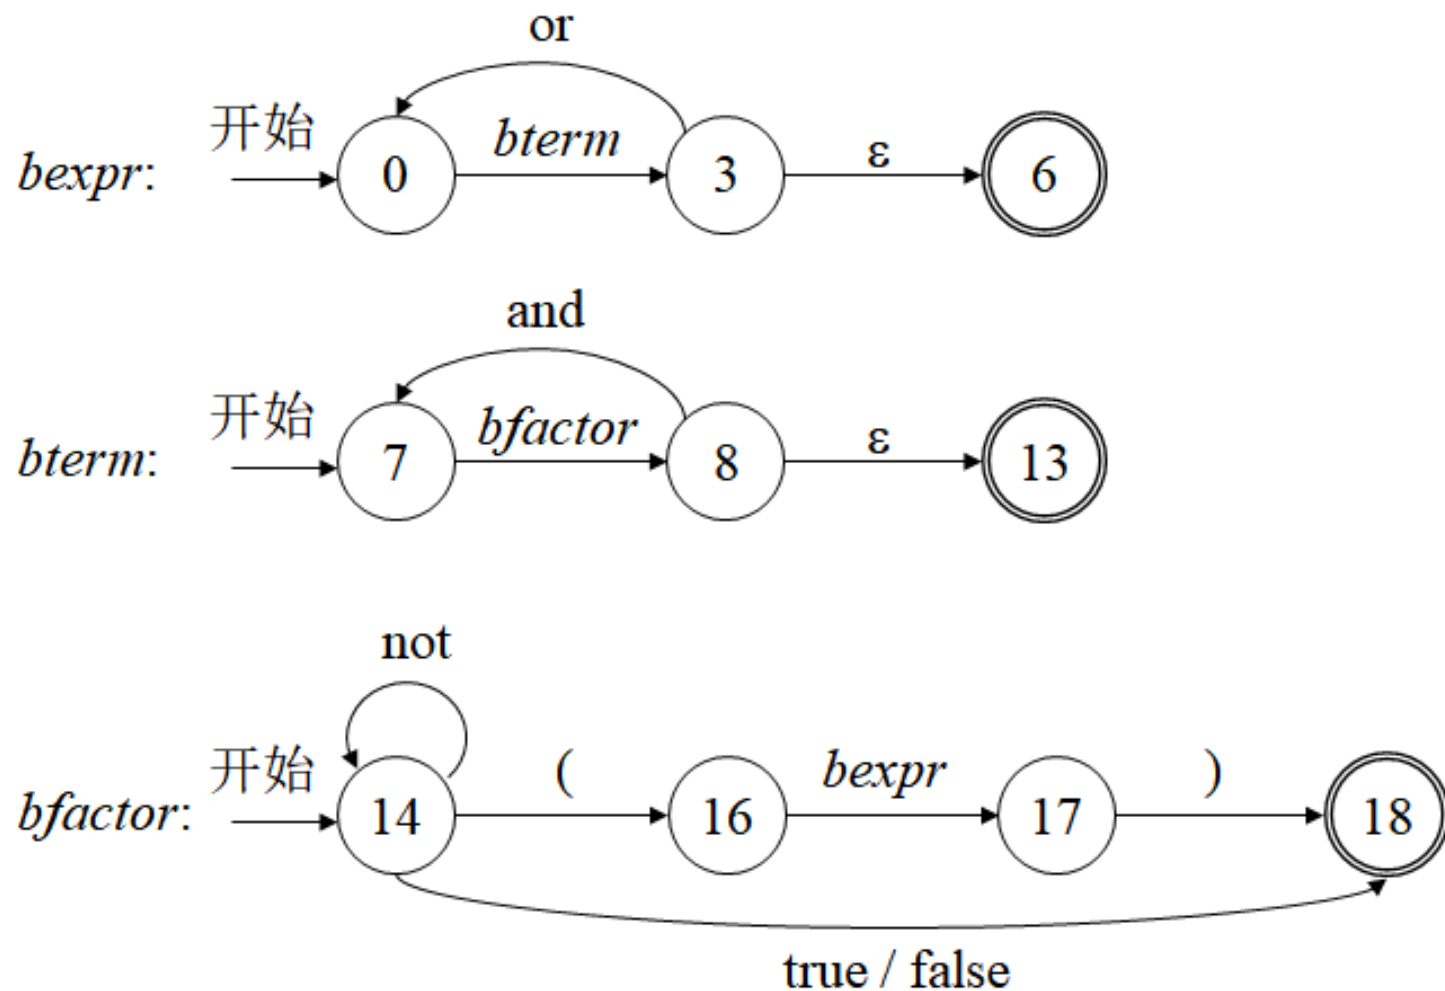 or
开始
bexpr:
0
bterm
3
ε
6
and
开始
bterm:
7
bfactor
8
ε
13
not
开始
bfactor:
14
(
16
bexpr
17
)
18
true / false